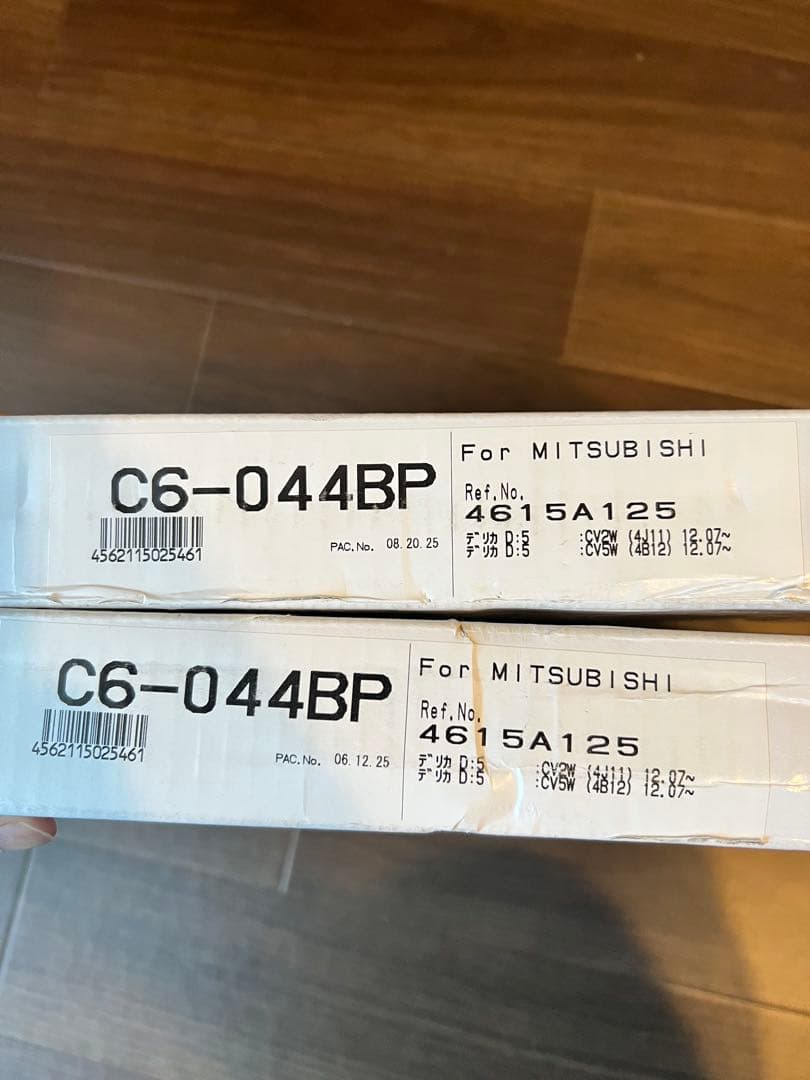 C6-044BP
4562115025461
PAC.No. 08.20.25
For MITSUBISHI
Ref.No.
4615A125
ﾃﾞﾘｶ D:5 :CV2W (4J11) 12.07~
ﾃﾞﾘｶ D:5 :CV5W (4B12) 12.07~
C6-044BP
4562115025461
PAC.No. 06.12.25
For MITSUBISHI
Ref.No.
4615A125
ﾃﾞﾘｶ D:5 :CV2W (4J11) 12.07~
ﾃﾞﾘｶ D:5 :CV5W (4B12) 12.07~